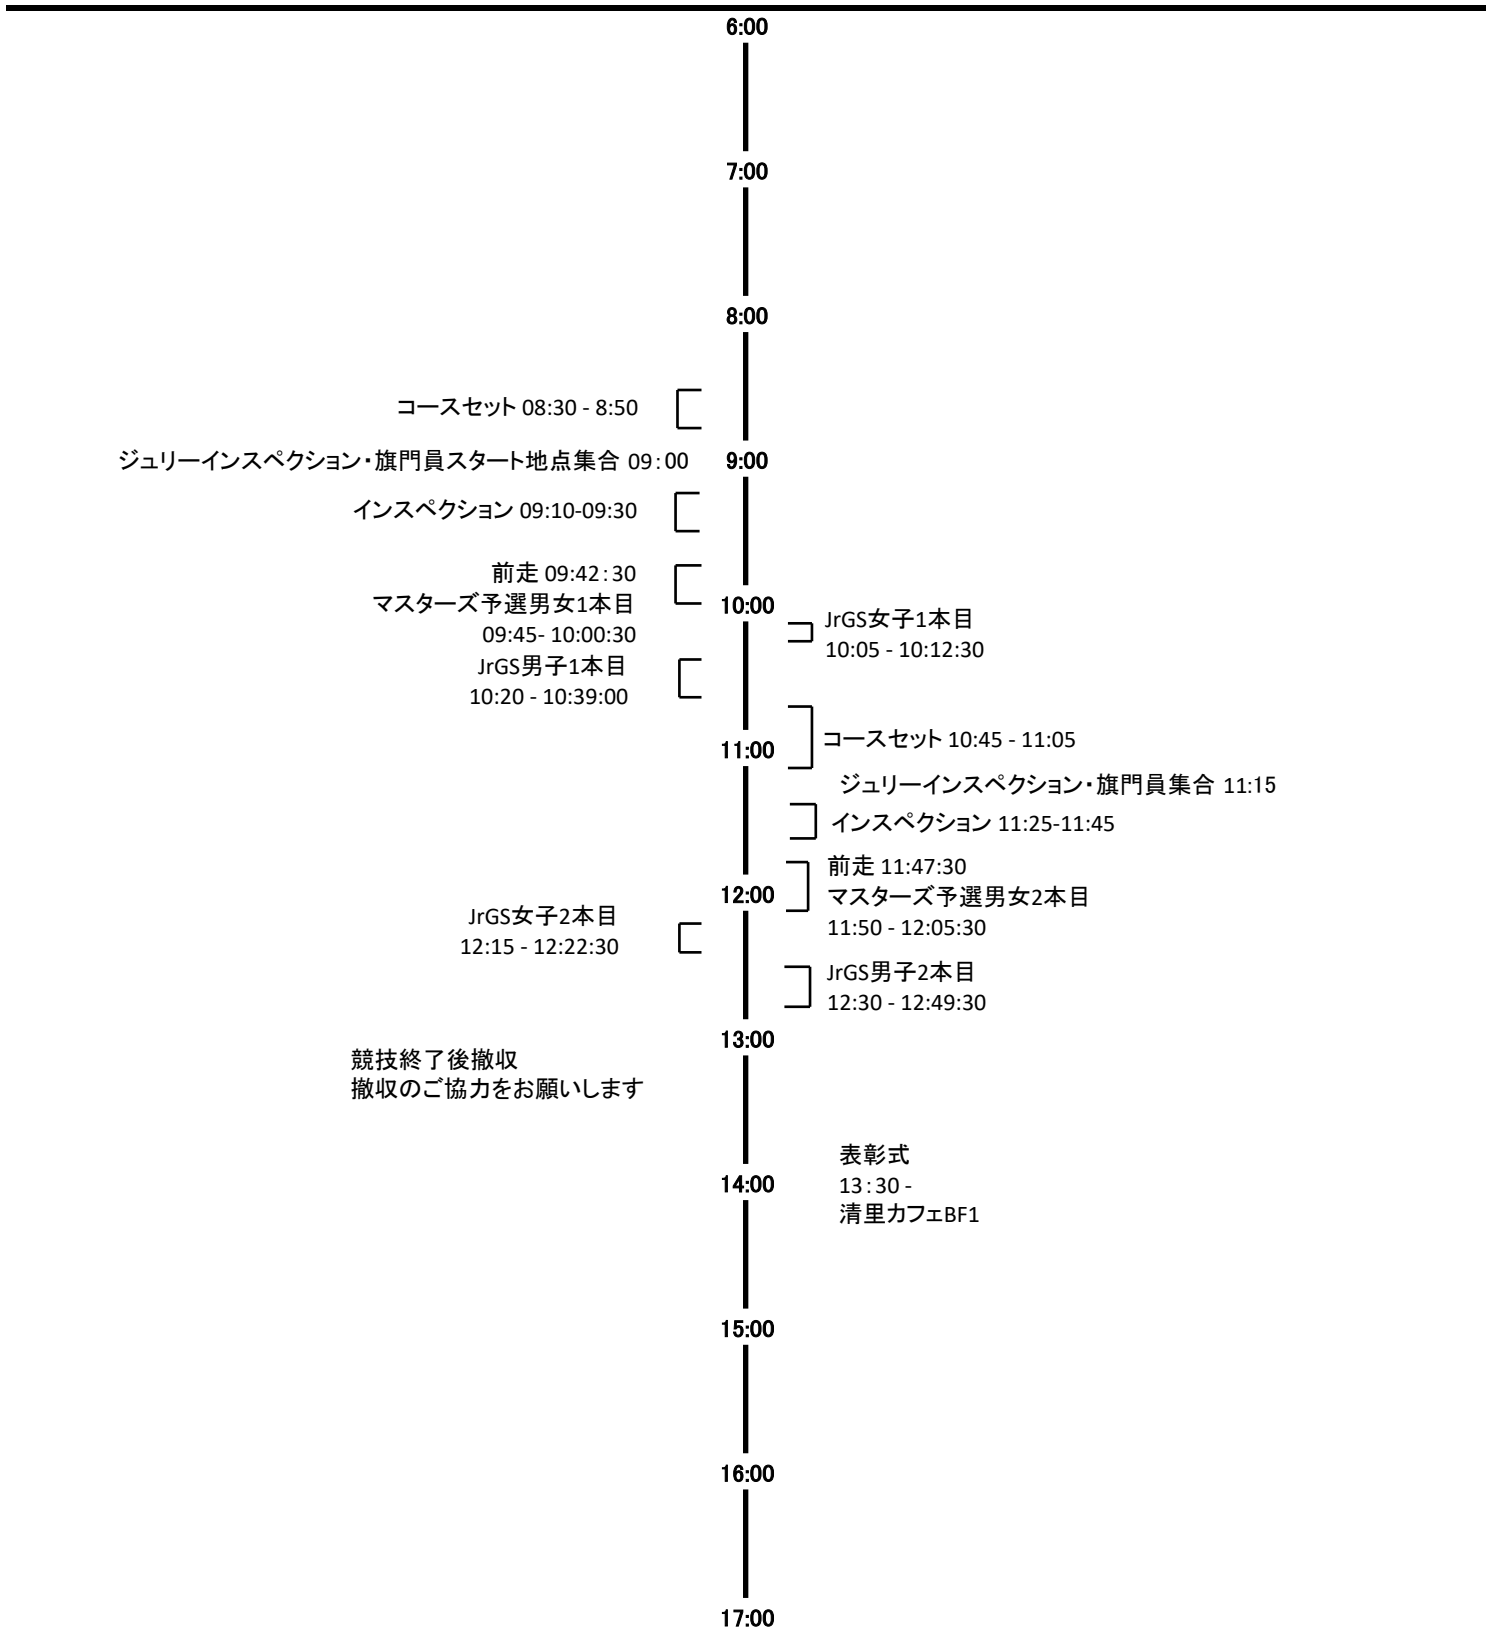 6:00
7:00
8:00
コースセット 08:30 - 8:50
ジュリーインスペクション・旗門員スタート地点集合 09：00
9:00
インスペクション 09:10-09:30
前走 09:42：30
マスターズ予選男女1本目
09:45- 10:00:30
10:00
JrGS女子1本目
10:05 - 10:12:30
JrGS男子1本目
10:20 - 10:39:00
コースセット 10:45 - 11:05
11:00
ジュリーインスペクション・旗門員集合 11:15
インスペクション 11:25-11:45
前走 11:47:30
マスターズ予選男女2本目
11:50 - 12:05:30
12:00
JrGS女子2本目
12:15 - 12:22:30
JrGS男子2本目
12:30 - 12:49:30
13:00
競技終了後撤収
撤収のご協力をお願いします
表彰式
13：30 -
清里カフェBF1
14:00
15:00
16:00
17:00